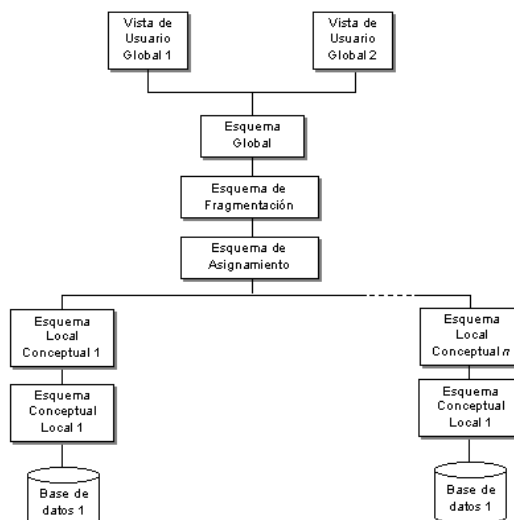 Vista de
Usuario
Global 1
Vista de
Usuario
Global 2
Esquema
Global
Esquema de
Fragmentación
Esquema de
Asignamiento
Esquema
Local
Conceptual 1
Esquema
Local
Conceptual n
Esquema
Conceptual
Local 1
Esquema
Conceptual
Local 1
Base de
datos 1
Base de
datos 1